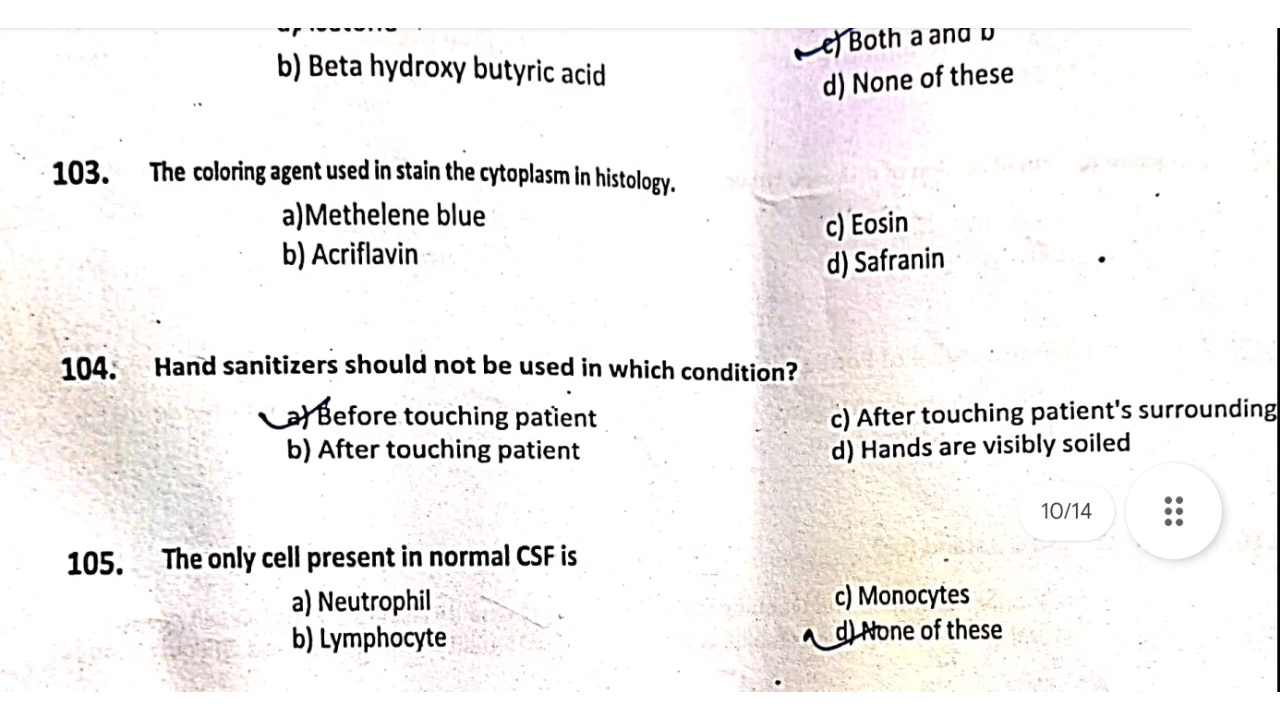 b) Beta hydroxy butyric acid
c) Both a and b
d) None of these
103. The coloring agent used in stain the cytoplasm in histology.
a)Methelene blue
b) Acriflavin
c) Eosin
d) Safranin
104. Hand sanitizers should not be used in which condition?
a) Before touching patient
b) After touching patient
c) After touching patient's surrounding
d) Hands are visibly soiled
10/14
105. The only cell present in normal CSF is
a) Neutrophil
b) Lymphocyte
c) Monocytes
d) None of these